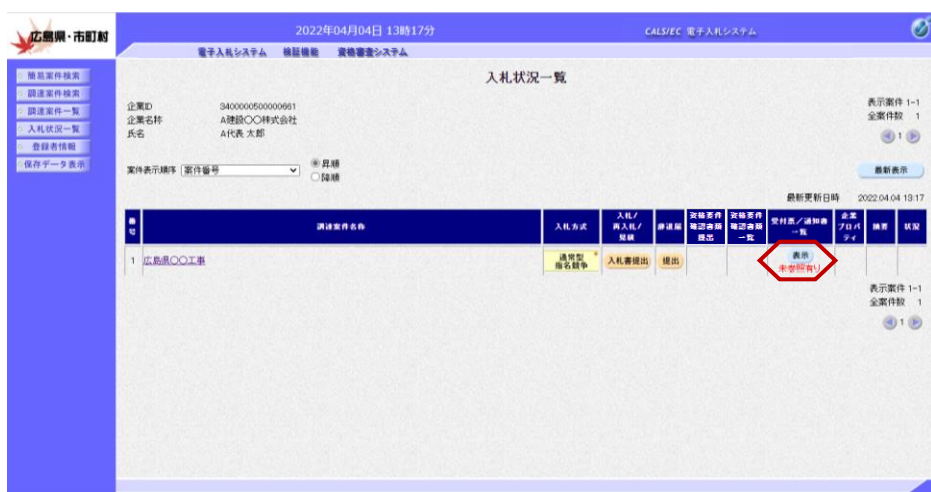 広島県・市町村
2022年04月04日 13時17分
CALS/EC 電子入札システム
電子入札システム 検証機能 資格審査システム
簡易案件検索
調達案件検索
調達案件一覧
入札状況一覧
登録者情報
保存データ表示
入札状況一覧
企業ID 3400000500000661
企業名称 A建設〇〇株式会社
氏名 A代表 太郎
表示案件 1-1
全案件数 1
1
案件表示順序 案件番号
昇順
降順
最新表示
最新更新日時 2022.04.04 13:17
番号 調達案件名称 入札方式 入札/再入札/見積 辞退届 資格要件確認書類提出 資格要件確認書類一覧 受付票/通知書一覧 企業プロパティ 摘要 状況
1 広島県〇〇工事 通常型指名競争 入札書提出 提出 表示
未参照有り
表示案件 1-1
全案件数 1
1